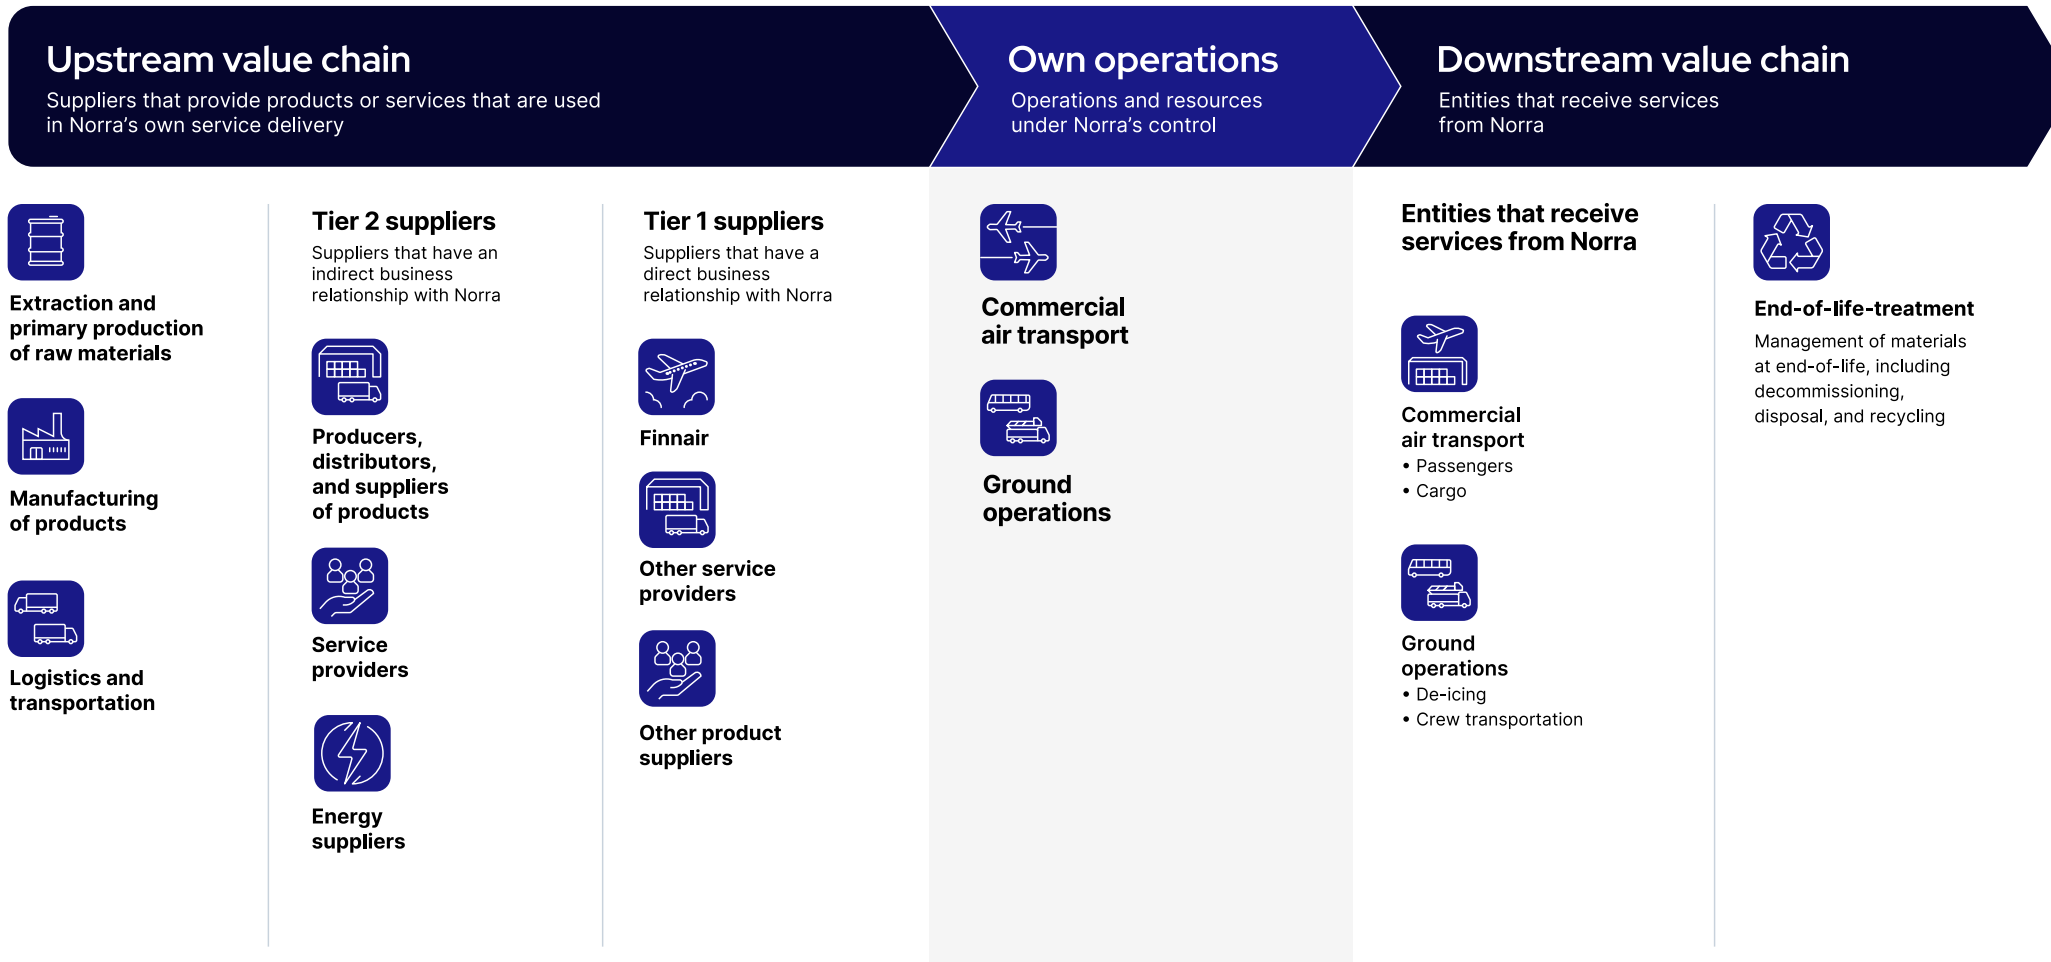 Upstream value chain
Suppliers that provide products or services that are used
in Norra's own service delivery
Own operations
Operations and resources
under Norra's control
Downstream value chain
Entities that receive services
from Norra
Extraction and
primary production
of raw materials
Manufacturing
of products
Logistics and
transportation
Tier 2 suppliers
Suppliers that have an
indirect business
relationship with Norra
Producers,
distributors,
and suppliers
of products
Service
providers
Energy
suppliers
Tier 1 suppliers
Suppliers that have a
direct business
relationship with Norra
Finnair
Other service
providers
Other product
suppliers
Commercial
air transport
Ground
operations
Entities that receive
services from Norra
Commercial
air transport
• Passengers
• Cargo
Ground
operations
• De-icing
• Crew transportation
End-of-life-treatment
Management of materials
at end-of-life, including
decommissioning,
disposal, and recycling